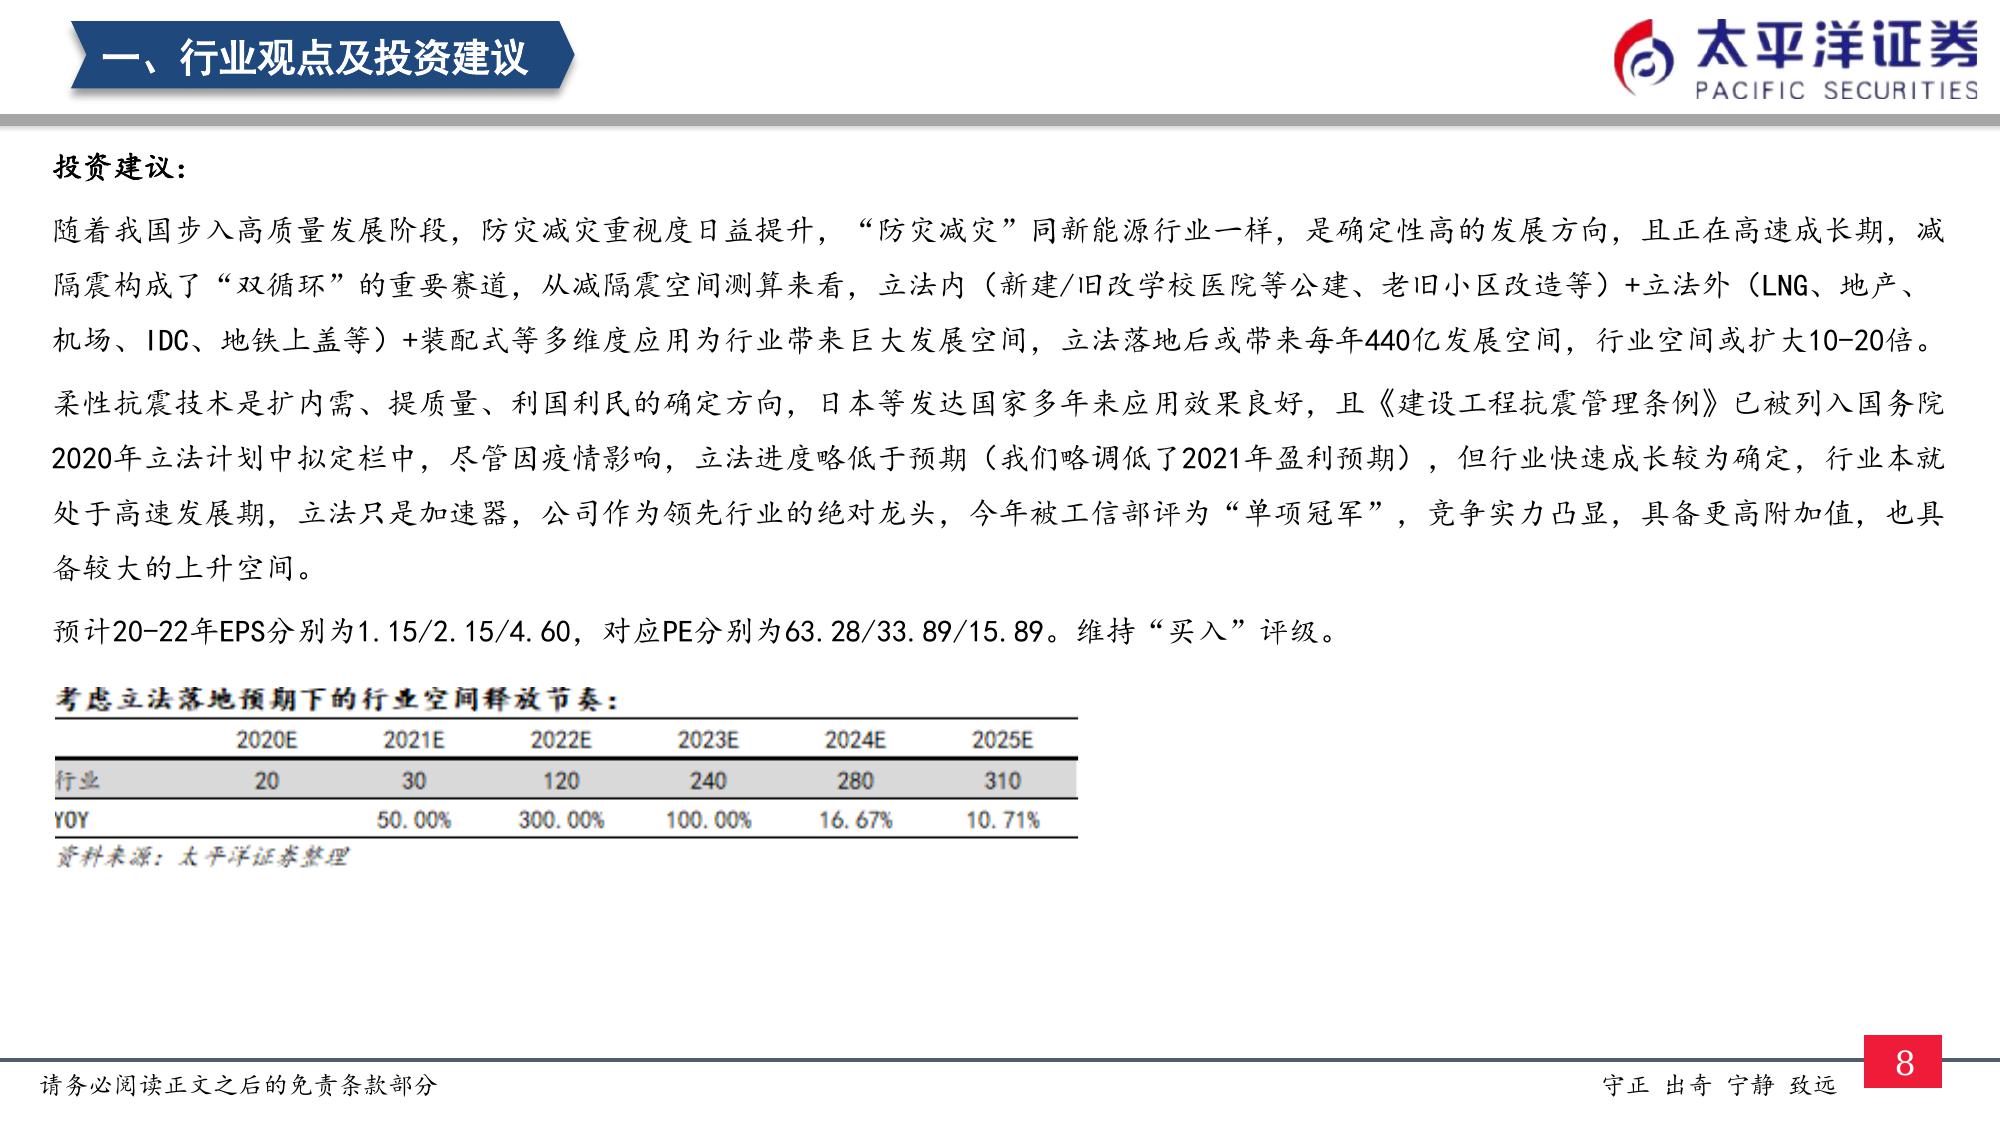 一、行业观点及投资建议
太平洋证券
PACIFIC SECURITIES
投资建议：
随着我国步入高质量发展阶段，防灾减灾重视度日益提升，“防灾减灾”同新能源行业一样，是确定性高的发展方向，且正在高速成长期，减
隔震构成了“双循环”的重要赛道，从减隔震空间测算来看，立法内（新建/旧改学校医院等公建、老旧小区改造等）+立法外（LNG、地产、
机场、IDC、地铁上盖等）+装配式等多维度应用为行业带来巨大发展空间，立法落地后或带来每年440亿发展空间，行业空间或扩大10-20倍。
柔性抗震技术是扩内需、提质量、利国利民的确定方向，日本等发达国家多年来应用效果良好，且《建设工程抗震管理条例》已被列入国务院
2020年立法计划中拟定栏中，尽管因疫情影响，立法进度略低于预期（我们略调低了2021年盈利预期），但行业快速成长较为确定，行业本就
处于高速发展期，立法只是加速器，公司作为领先行业的绝对龙头，今年被工信部评为“单项冠军”，竞争实力凸显，具备更高附加值，也具
备较大的上升空间。
预计20-22年EPS分别为1.15/2.15/4.60，对应PE分别为63.28/33.89/15.89。维持“买入”评级。
考虑立法落地预期下的行业空间释放节奏：
2020E 2021E 2022E 2023E 2024E 2025E
行业 20 30 120 240 280 310
YOY 50.00% 300.00% 100.00% 16.67% 10.71%
资料来源：太平洋证券整理
请务必阅读正文之后的免责条款部分
守正 出奇 宁静 致远
8